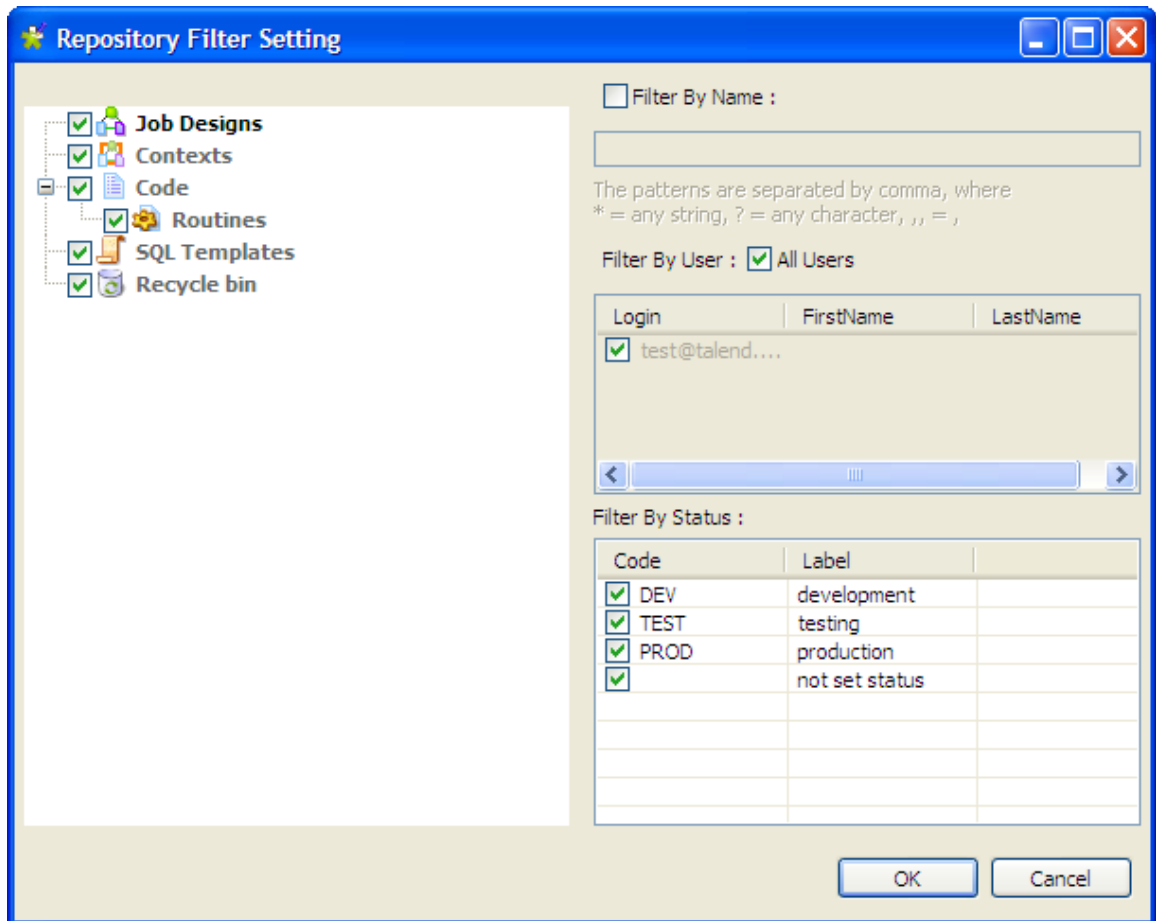 Repository Filter Setting
Job Designs
Contexts
Code
Routines
SQL Templates
Recycle bin
Filter By Name :
The patterns are separated by comma, where
* = any string, ? = any character, ,, = ,
Filter By User : All Users
Login FirstName LastName
test@talend....
Filter By Status :
Code Label
DEV development
TEST testing
PROD production
not set status
OK Cancel